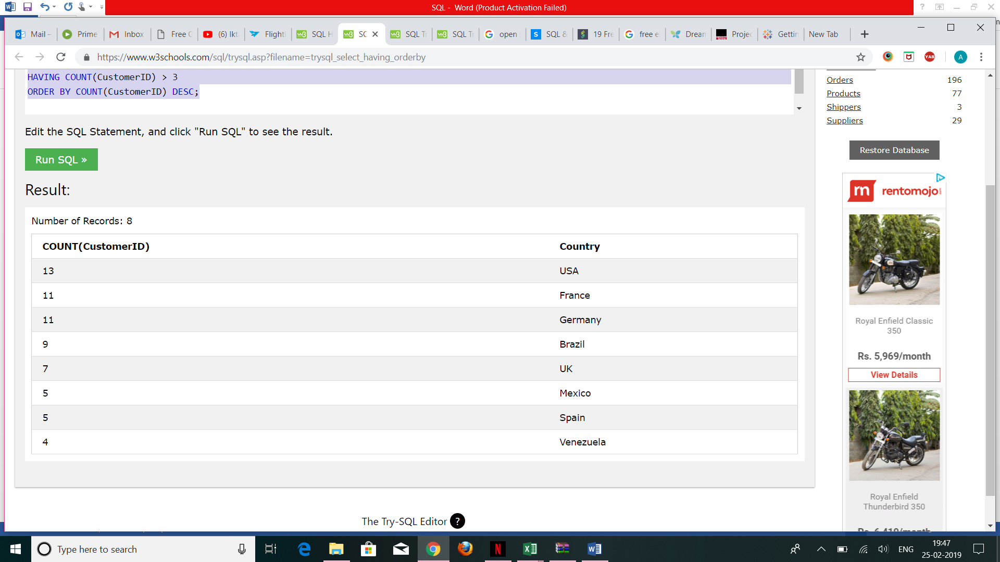 SQL - Word (Product Activation Failed)
Mail -
Prime
Inbox
Free C
(6) Ikt
Flight
SQL H
SC
SQL T
SQL T
open
SQL &
19 Fre
free e
Drean
Projec
Gettin
New Tab
https://www.w3schools.com/sql/trysql.asp?filename=trysql_select_having_orderby
YAB
A
HAVING COUNT(CustomerID) > 3
ORDER BY COUNT(CustomerID) DESC;
Edit the SQL Statement, and click "Run SQL" to see the result.
Run SQL »
Result:
Number of Records: 8
COUNT(CustomerID) Country
13 USA
11 France
11 Germany
9 Brazil
7 UK
5 Mexico
5 Spain
4 Venezuela
The Try-SQL Editor ?
Orders 196
Products 77
Shippers 3
Suppliers 29
Restore Database
rentomojo
Royal Enfield Classic
350
Rs. 5,969/month
View Details
Royal Enfield
Thunderbird 350
Rs. 6,419/month
Type here to search
ENG
19:47
25-02-2019